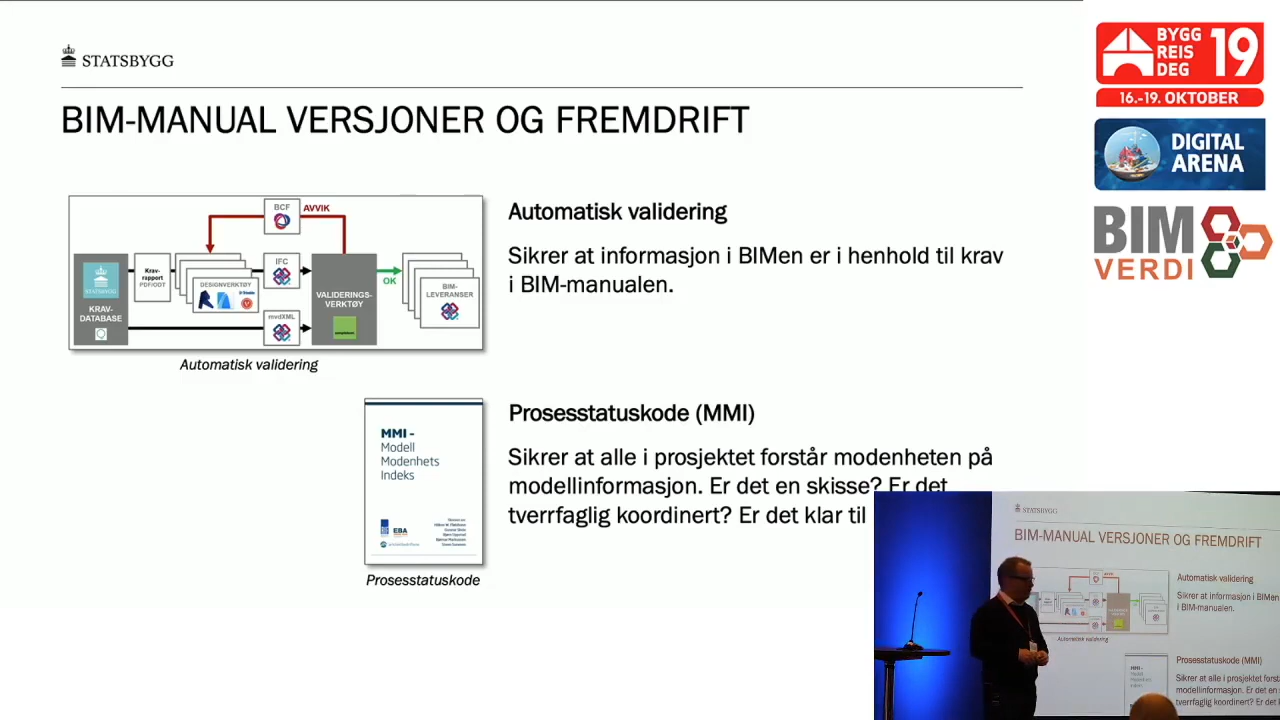 STATSBYGG
BIM-MANUAL VERSJONER OG FREMDRIFT
BCF
AVVIK
Krav-
rapport
PDF/ODT
IFC
DESIGNVERKTØY
OK
KRAV-
DATABASE
mvdXML
VALIDERINGS-
VERKTØY
BIM-
LEVERANSER
Automatisk validering
Automatisk validering
Sikrer at informasjon i BIMen er i henhold til krav
i BIM-manualen.
MMI -
Modell
Modenhets
Indeks
EBA
Prosesstatuskode
Prosesstatuskode (MMI)
Sikrer at alle i prosjektet forstår modenheten på
modellinformasjon. Er det en skisse? Er det
tverrfaglig koordinert? Er det klar til
BYGG
REIS
DEG
19
16.-19. OKTOBER
DIGITAL
ARENA
BIM
VERDI
STATSBYGG
BIM-MANUAL VERSJONER OG FREMDRIFT
Automatisk validering
Sikrer at informasjon i BIMen
i BIM-manualen.
Automatisk validering
Prosesstatuskode (MMI)
Sikrer at alle i prosjektet
modellinformasjon. Er det en
tverrfaglig koordinert? Er det